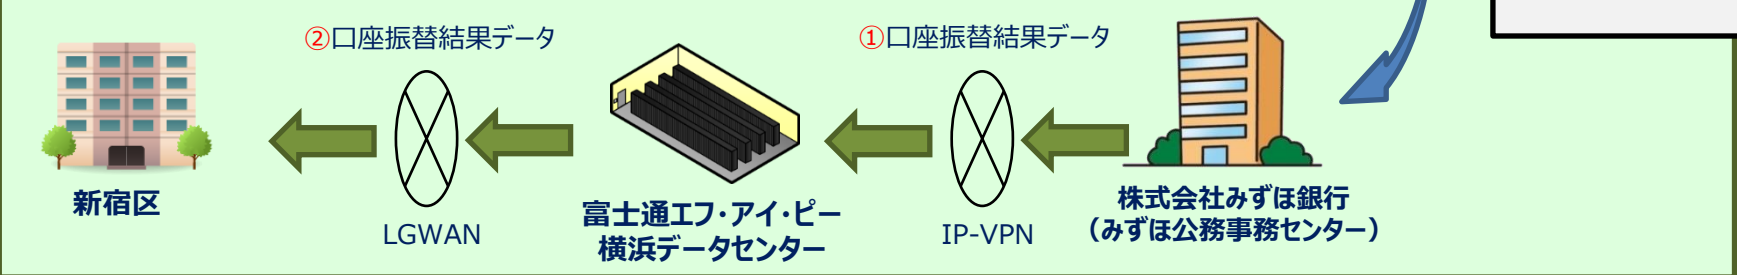 ②口座振替結果データ
①口座振替結果データ
新宿区
LGWAN
富士通エフ・アイ・ピー
横浜データセンター
IP-VPN
株式会社みずほ銀行
（みずほ公務事務センター）